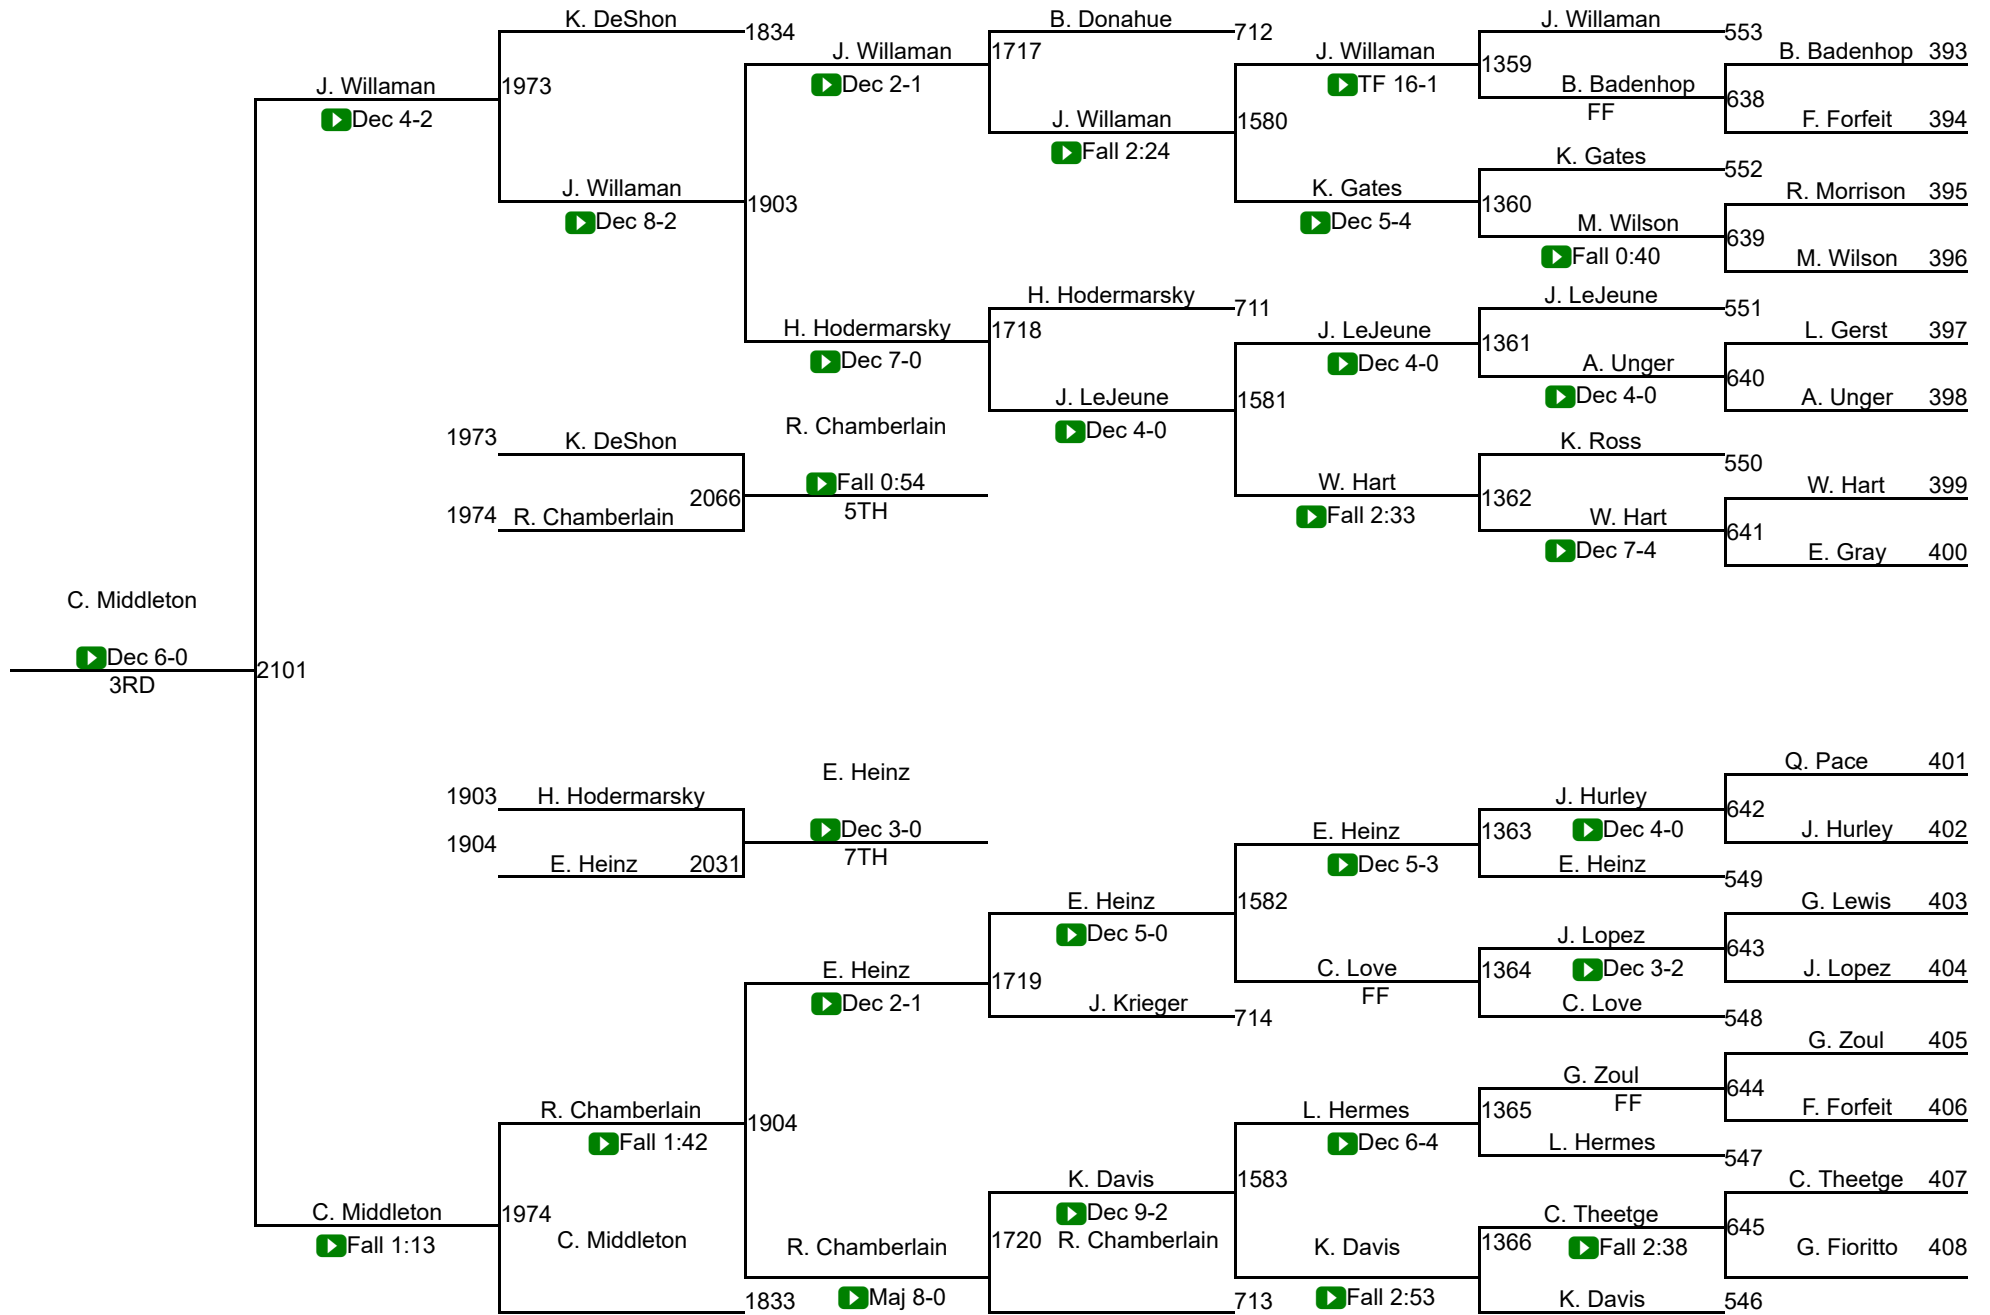 K. DeShon
1834
J. Willaman
Dec 4-2
1973
J. Willaman
Dec 8-2
J. Willaman
Dec 2-1
1903
H. Hodermarsky
Dec 7-0
B. Donahue
712
1717
J. Willaman
Fall 2:24
H. Hodermarsky
711
1718
J. LeJeune
Dec 4-0
J. Willaman
TF 16-1
1580
K. Gates
Dec 5-4
J. LeJeune
Dec 4-0
1581
W. Hart
Fall 2:33
J. Willaman
553
1359
B. Badenhop
FF
K. Gates
552
1360
M. Wilson
Fall 0:40
J. LeJeune
551
1361
A. Unger
Dec 4-0
K. Ross
550
1362
W. Hart
Dec 7-4
B. Badenhop 393
638
F. Forfeit 394
R. Morrison 395
639
M. Wilson 396
L. Gerst 397
640
A. Unger 398
W. Hart 399
641
E. Gray 400
1973 K. DeShon
1974 R. Chamberlain
2066
R. Chamberlain
Fall 0:54
5TH
C. Middleton
Dec 6-0
3RD
2101
1903 H. Hodermarsky
1904
E. Heinz 2031
E. Heinz
Dec 3-0
7TH
C. Middleton
Fall 1:13
1974
R. Chamberlain
Fall 1:42
C. Middleton
1833
E. Heinz
Dec 2-1
1904
R. Chamberlain
Maj 8-0
E. Heinz
Dec 5-0
1719
J. Krieger
714
K. Davis
Dec 9-2
1720 R. Chamberlain
713
E. Heinz
Dec 5-3
1582
C. Love
FF
L. Hermes
Dec 6-4
1583
K. Davis
Fall 2:53
J. Hurley
Dec 4-0
1363
E. Heinz
549
J. Lopez
Dec 3-2
1364
C. Love
548
G. Zoul
FF
1365
L. Hermes
547
C. Theetge
Fall 2:38
1366
K. Davis
546
Q. Pace 401
642
J. Hurley 402
G. Lewis 403
643
J. Lopez 404
G. Zoul 405
644
F. Forfeit 406
C. Theetge 407
645
G. Fioritto 408